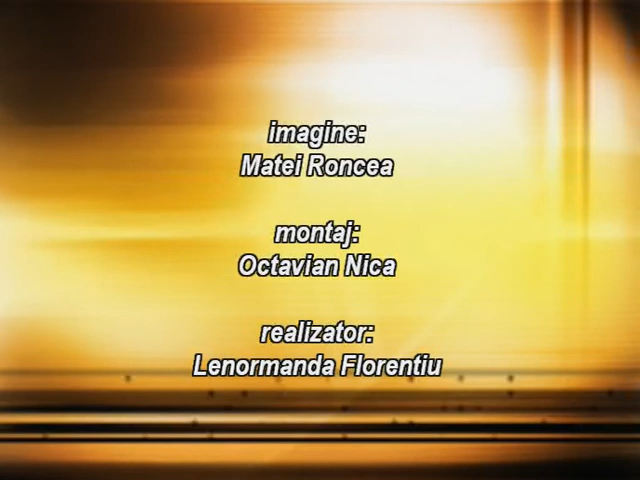 imagine:
Matei Roncea
montaj:
Octavian Nica
realizator:
Lenormanda Florentiu